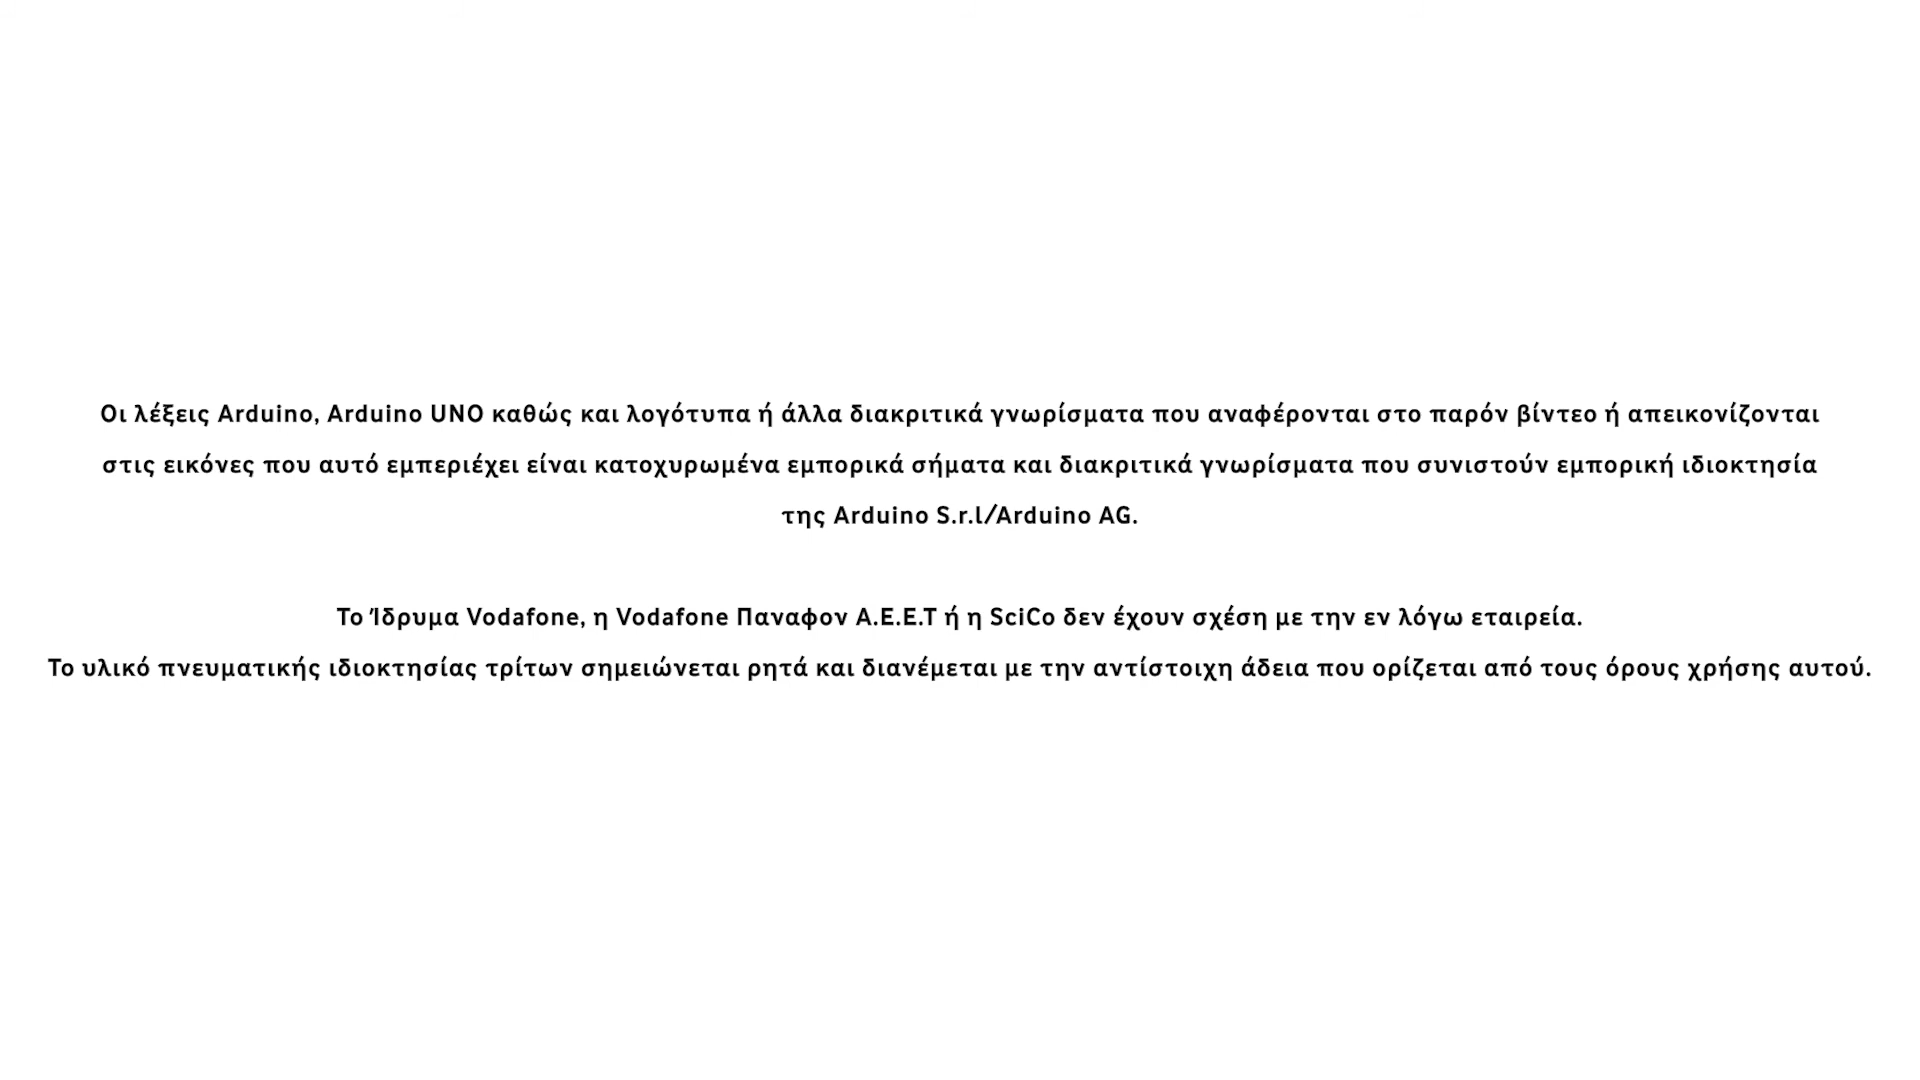 Οι λέξεις Arduino, Arduino UNO καθώς και λογότυπα ή άλλα διακριτικά γνωρίσματα που αναφέρονται στο παρόν βίντεο ή απεικονίζονται
στις εικόνες που αυτό εμπεριέχει είναι κατοχυρωμένα εμπορικά σήματα και διακριτικά γνωρίσματα που συνιστούν εμπορική ιδιοκτησία
της Arduino S.r.l/Arduino AG.
Το Ίδρυμα Vodafone, η Vodafone Παναφον Α.Ε.Ε.Τ ή η SciCo δεν έχουν σχέση με την εν λόγω εταιρεία.
Το υλικό πνευματικής ιδιοκτησίας τρίτων σημειώνεται ρητά και διανέμεται με την αντίστοιχη άδεια που ορίζεται από τους όρους χρήσης αυτού.